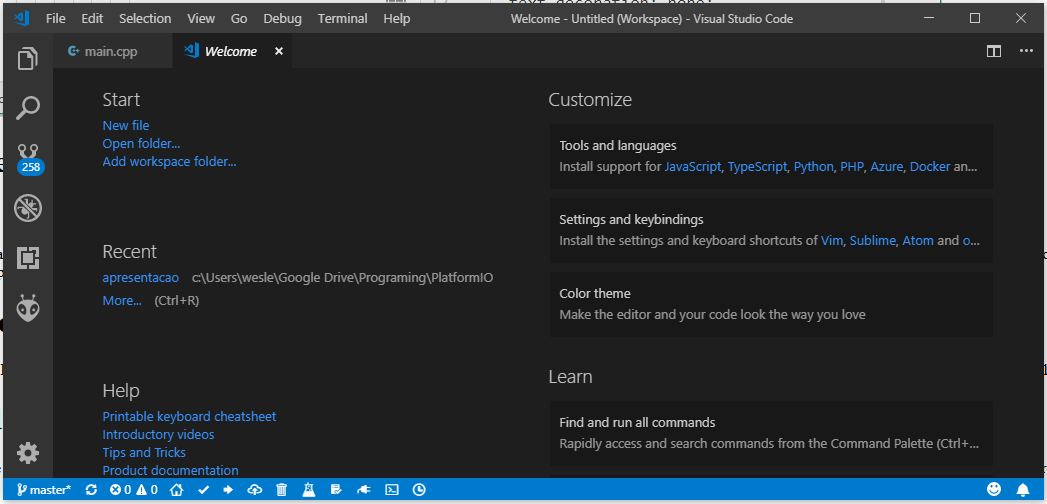 File Edit Selection View Go Debug Terminal Help Welcome - Untitled (Workspace) - Visual Studio Code
main.cpp Welcome
Start
New file
Open folder...
Add workspace folder...
258
Recent
apresentacao c:\Users\wesle\Google Drive\Programing\PlatformIO
More... (Ctrl+R)
Help
Printable keyboard cheatsheet
Introductory videos
Tips and Tricks
Product documentation
Customize
Tools and languages
Install support for JavaScript, TypeScript, Python, PHP, Azure, Docker an...
Settings and keybindings
Install the settings and keyboard shortcuts of Vim, Sublime, Atom and o...
Color theme
Make the editor and your code look the way you love
Learn
Find and run all commands
Rapidly access and search commands from the Command Palette (Ctrl+...
master* 0 0